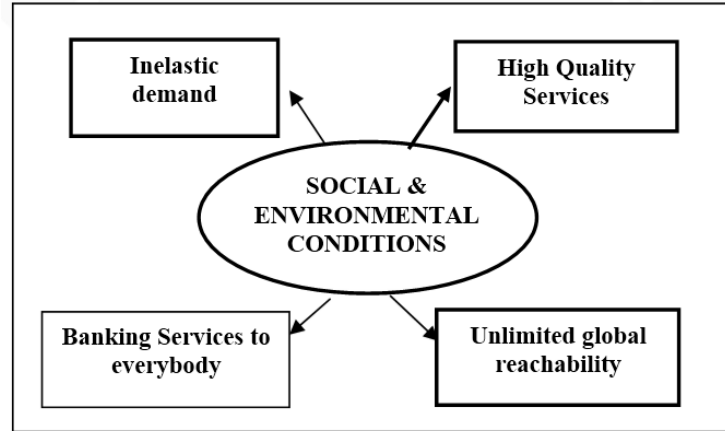 Inelastic
demand
High Quality
Services
SOCIAL &
ENVIRONMENTAL
CONDITIONS
Banking Services to
everybody
Unlimited global
reachability